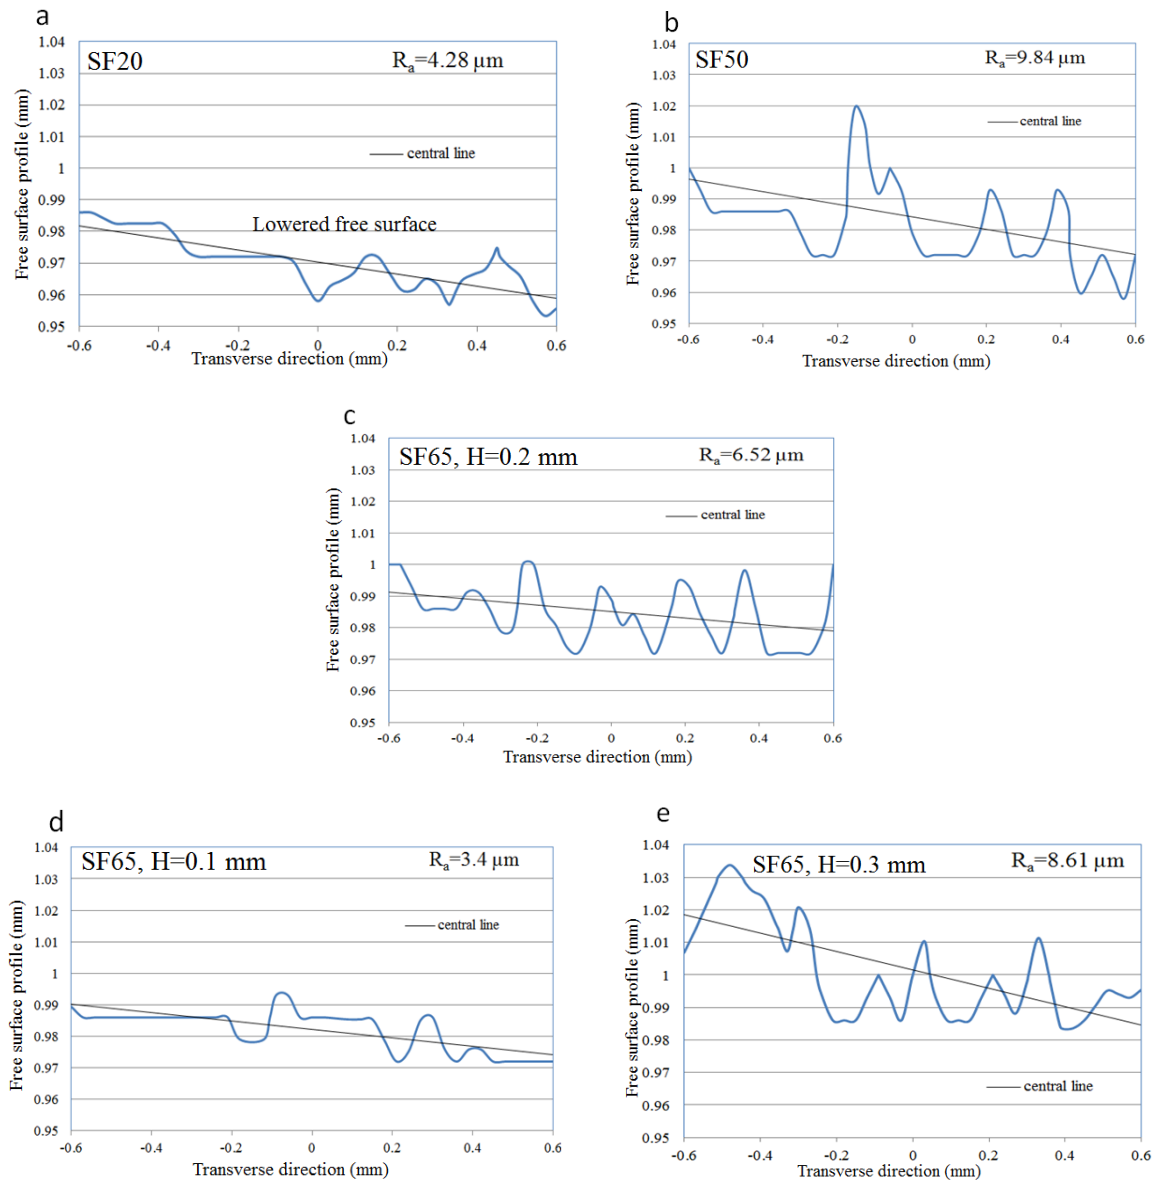 a
SF20
Rₐ=4.28 µm
central line
Lowered free surface
Free surface profile (mm)
1.04
1.03
1.02
1.01
1
0.99
0.98
0.97
0.96
0.95
-0.6 -0.4 -0.2 0 0.2 0.4 0.6
Transverse direction (mm)
b
SF50
Rₐ=9.84 µm
central line
Free surface profile (mm)
1.04
1.03
1.02
1.01
1
0.99
0.98
0.97
0.96
0.95
-0.6 -0.4 -0.2 0 0.2 0.4 0.6
Transverse direction (mm)
c
SF65, H=0.2 mm
Rₐ=6.52 µm
central line
Free surface profile (mm)
1.04
1.03
1.02
1.01
1
0.99
0.98
0.97
0.96
0.95
-0.6 -0.4 -0.2 0 0.2 0.4 0.6
Transverse direction (mm)
d
SF65, H=0.1 mm
Rₐ=3.4 µm
central line
Free surface profile (mm)
1.04
1.03
1.02
1.01
1
0.99
0.98
0.97
0.96
0.95
-0.6 -0.4 -0.2 0 0.2 0.4 0.6
Transverse direction (mm)
e
SF65, H=0.3 mm
Rₐ=8.61 µm
central line
Free surface profile (mm)
1.04
1.03
1.02
1.01
1
0.99
0.98
0.97
0.96
0.95
-0.6 -0.4 -0.2 0 0.2 0.4 0.6
Transverse direction (mm)